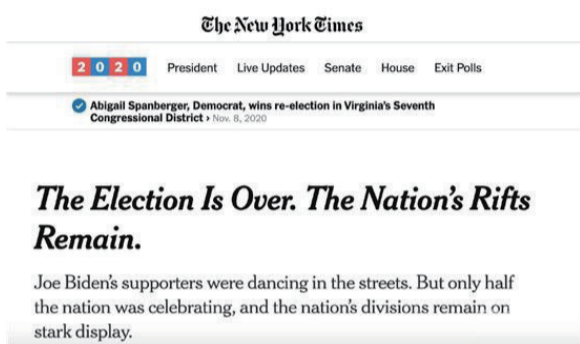 The New York Times
2020 President Live Updates Senate House Exit Polls
Abigail Spanberger, Democrat, wins re-election in Virginia's Seventh
Congressional District › Nov. 8, 2020
The Election Is Over. The Nation's Rifts
Remain.
Joe Biden's supporters were dancing in the streets. But only half
the nation was celebrating, and the nation's divisions remain on
stark display.